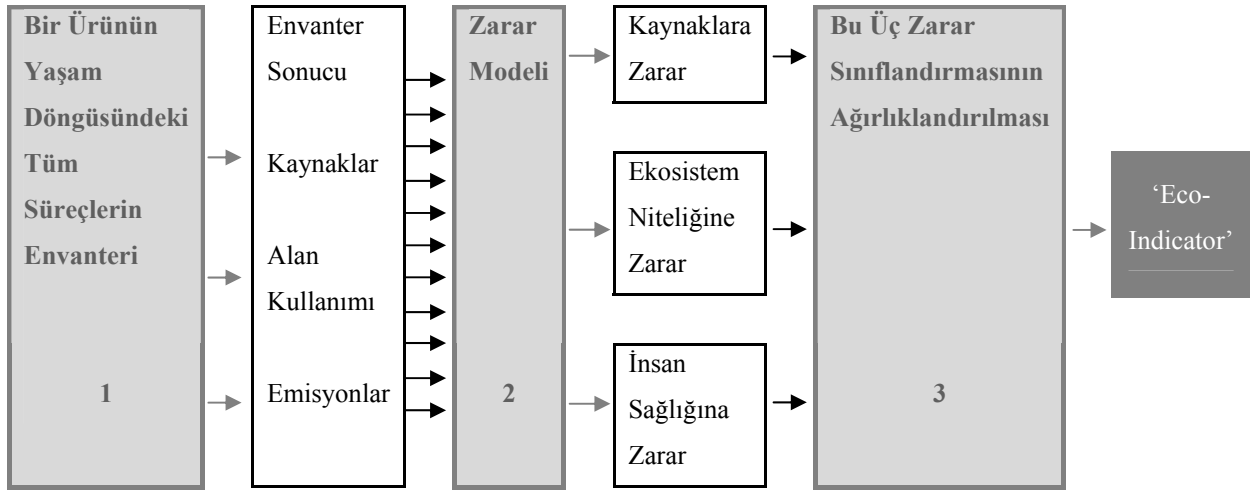 Bir Ürünün
Yaşam
Döngüsündeki
Tüm
Süreçlerin
Envanteri
1
Envanter
Sonucu
Kaynaklar
Alan
Kullanımı
Emisyonlar
Zarar
Modeli
2
Kaynaklara
Zarar
Ekosistem
Niteliğine
Zarar
İnsan
Sağlığına
Zarar
Bu Üç Zarar
Sınıflandırmasının
Ağırlıklandırılması
3
‘Eco-
Indicator’